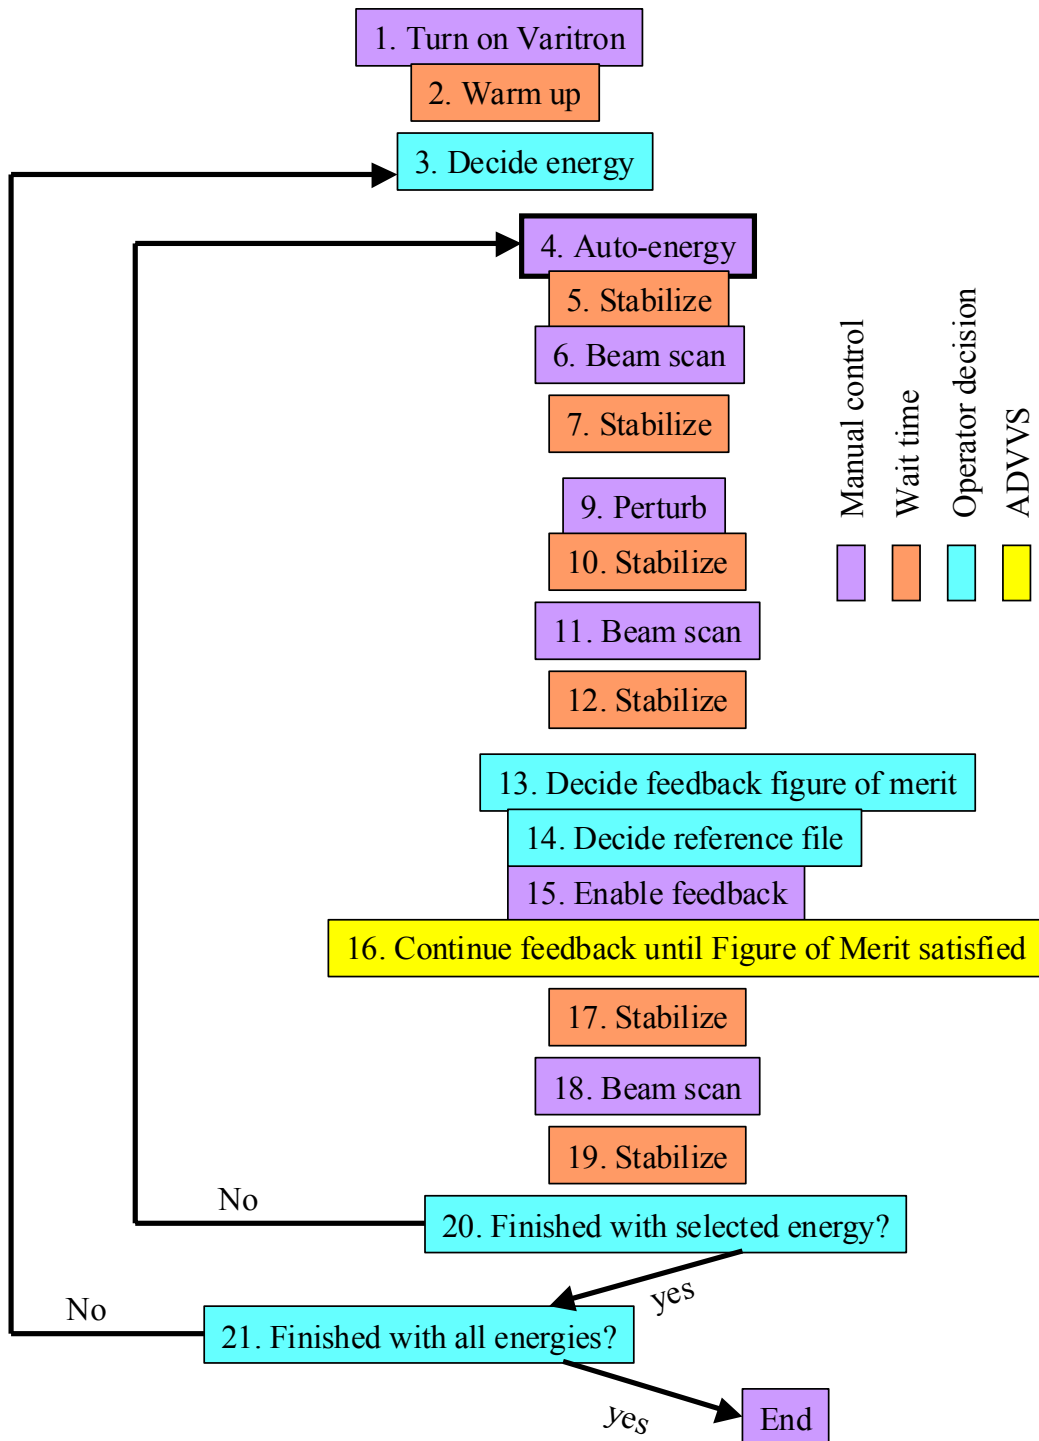 1. Turn on Varitron
2. Warm up
3. Decide energy
4. Auto-energy
5. Stabilize
6. Beam scan
7. Stabilize
9. Perturb
10. Stabilize
11. Beam scan
12. Stabilize
Manual control
Wait time
Operator decision
ADVVS
13. Decide feedback figure of merit
14. Decide reference file
15. Enable feedback
16. Continue feedback until Figure of Merit satisfied
17. Stabilize
18. Beam scan
19. Stabilize
No
20. Finished with selected energy?
yes
No
21. Finished with all energies?
yes
End